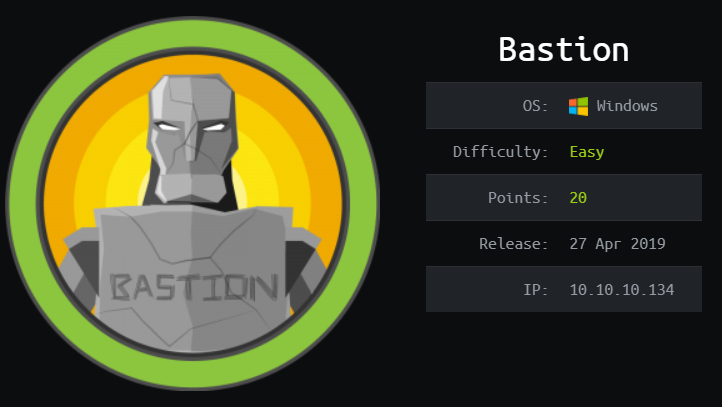 Bastion
OS: Windows
Difficulty: Easy
Points: 20
Release: 27 Apr 2019
IP: 10.10.10.134
BASTION